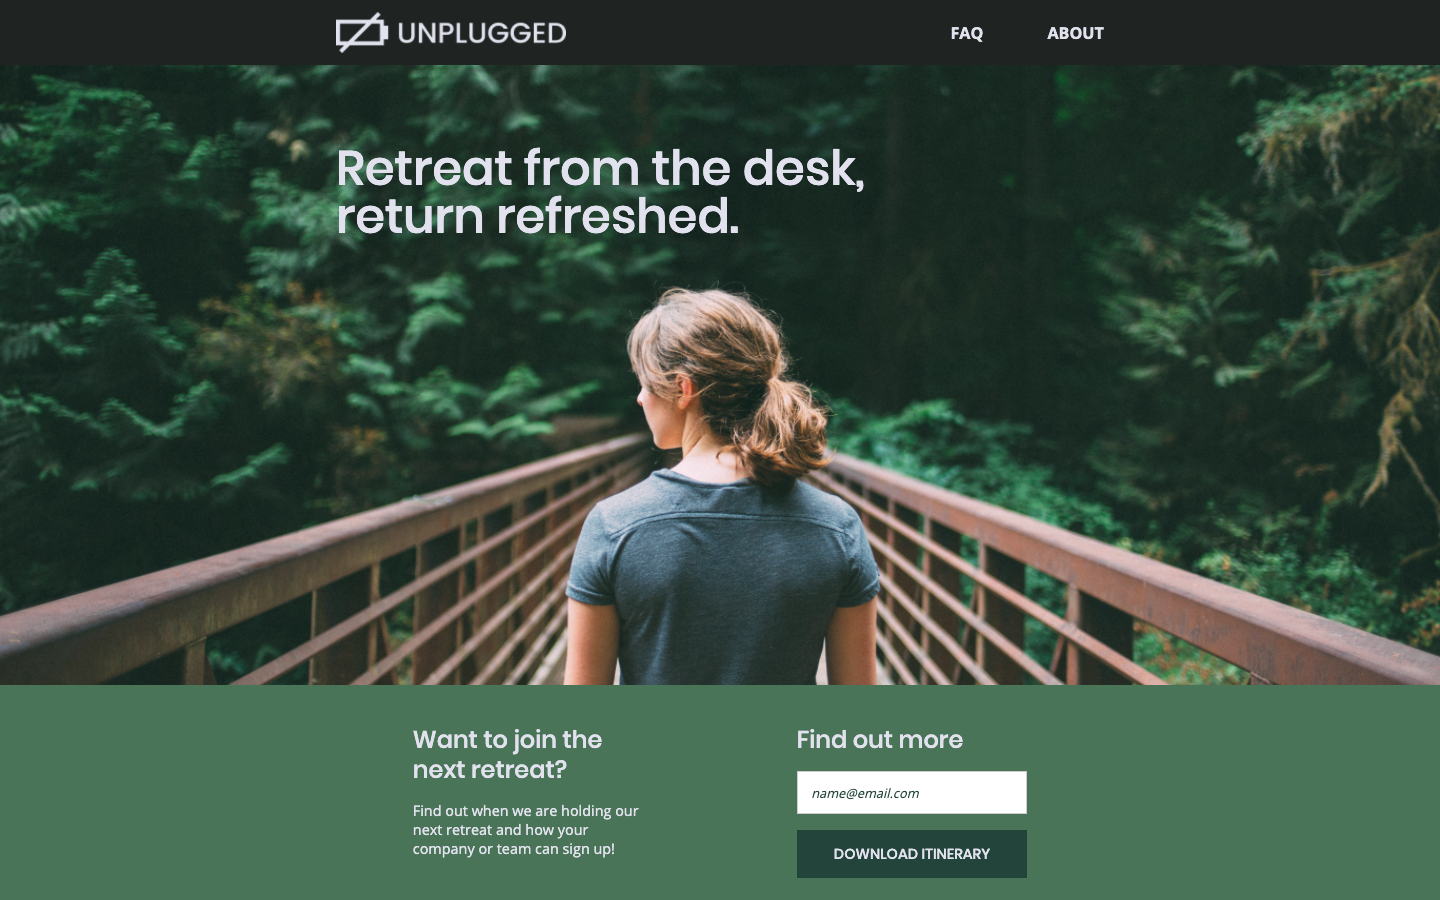 UNPLUGGED
FAQ
ABOUT
Retreat from the desk,
return refreshed.
Want to join the
next retreat?
Find out when we are holding our
next retreat and how your
company or team can sign up!
Find out more
name@email.com
DOWNLOAD ITINERARY